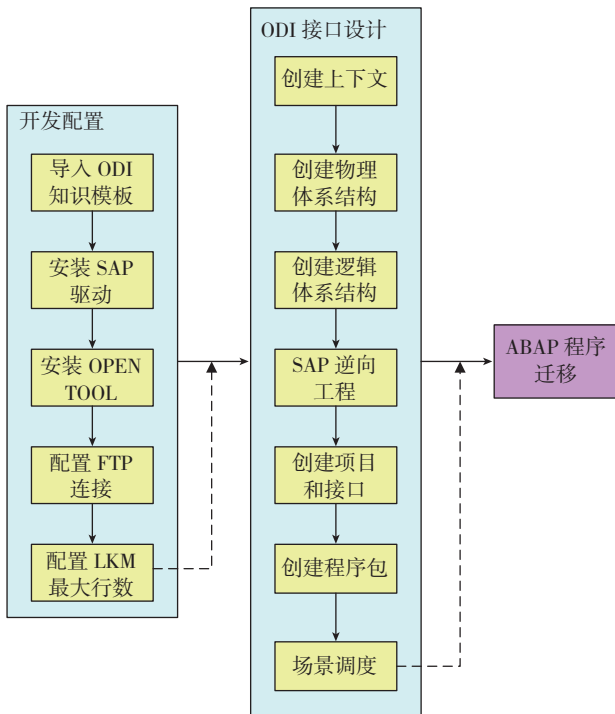 开发配置
导入 ODI
知识模板
安装 SAP
驱动
安装 OPEN
TOOL
配置 FTP
连接
配置 LKM
最大行数
ODI 接口设计
创建上下文
创建物理
体系结构
创建逻辑
体系结构
SAP 逆向
工程
创建项目
和接口
创建程序包
场景调度
ABAP 程序
迁移